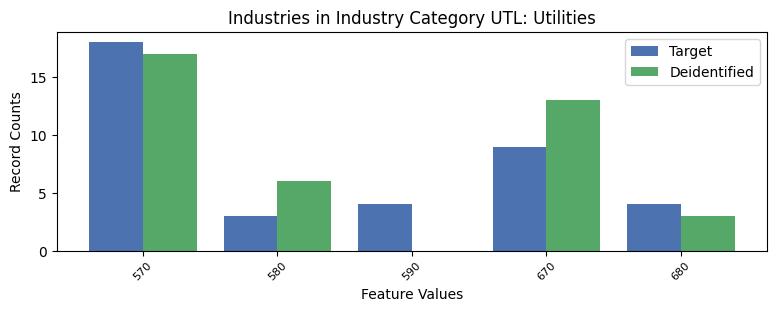 Industries in Industry Category UTL: Utilities
Target
Deidentified
Record Counts
15
10
5
0
570
580
590
670
680
Feature Values